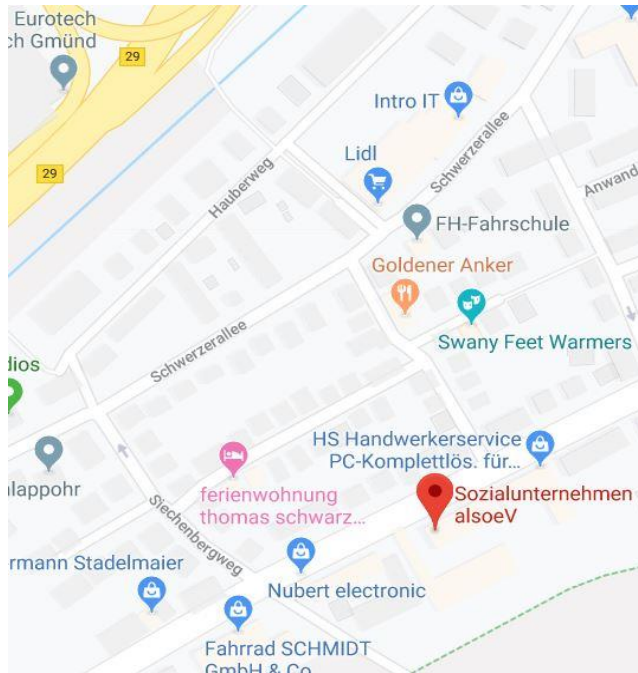 Eurotech
ch Gmünd
29
29
Intro IT
Lidl
Schwerzerallee
Hauberweg
Anwand
FH-Fahrschule
Goldener Anker
Swany Feet Warmers
Schwerzerallee
dios
HS Handwerkerservice
PC-Komplettlös. für...
lappohr
ferienwohnung
thomas schwarz...
Sozialunternehmen
alsoeV
Siechenbergweg
rmann Stadelmaier
Nubert electronic
Fahrrad SCHMIDT
GmbH & Co